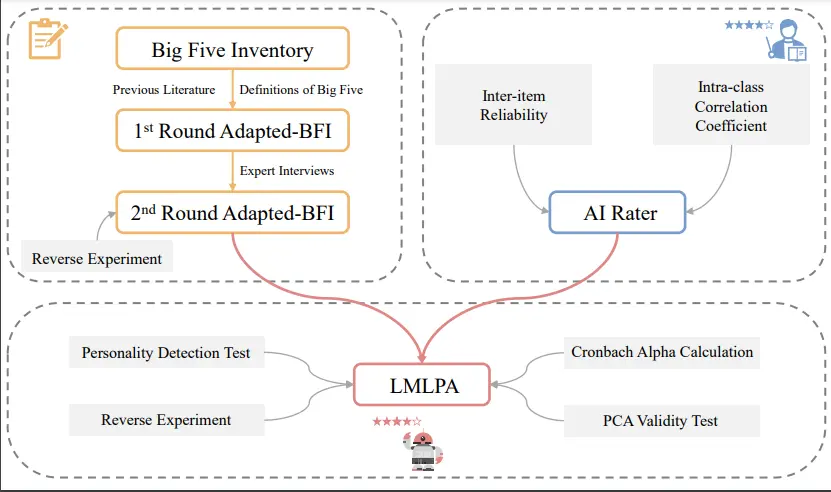 Big Five Inventory
Previous Literature
Definitions of Big Five
1st Round Adapted-BFI
Expert Interviews
2nd Round Adapted-BFI
Reverse Experiment
Inter-item
Reliability
Intra-class
Correlation
Coefficient
AI Rater
Personality Detection Test
Reverse Experiment
LMLPA
Cronbach Alpha Calculation
PCA Validity Test